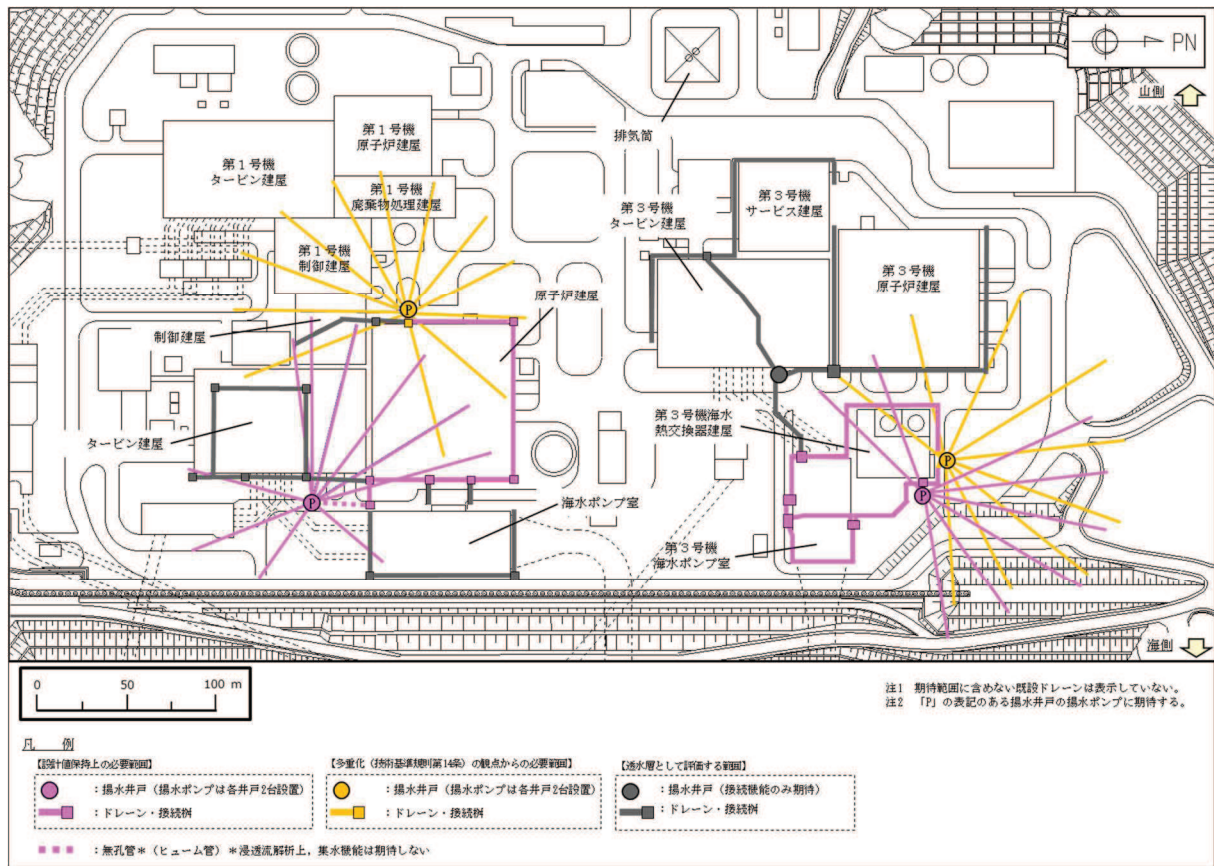 PN
山側
排気筒
第１号機
原子炉建屋
第１号機
タービン建屋
第１号機
廃棄物処理建屋
第１号機
制御建屋
第３号機
タービン建屋
第３号機
サービス建屋
第３号機
原子炉建屋
原子炉建屋
制御建屋
P
タービン建屋
P
海水ポンプ室
第３号機海水
熱交換器建屋
P
P
第３号機
海水ポンプ室
海側
0 50 100 m
注1 期待範囲に含めない既設ドレーンは表示していない。
注2 「P」の表記のある揚水井戸の揚水ポンプに期待する。
凡 例
【設計値保持上の必要範囲】
：揚水井戸（揚水ポンプは各井戸2台設置）
：ドレーン・接続桝
【多重化（技術基準規則第14条）の観点からの必要範囲】
：揚水井戸（揚水ポンプは各井戸2台設置）
：ドレーン・接続桝
【透水層として評価する範囲】
：揚水井戸（接続機能のみ期待）
：ドレーン・接続桝
：無孔管＊（ヒューム管）＊浸透流解析上，集水機能は期待しない